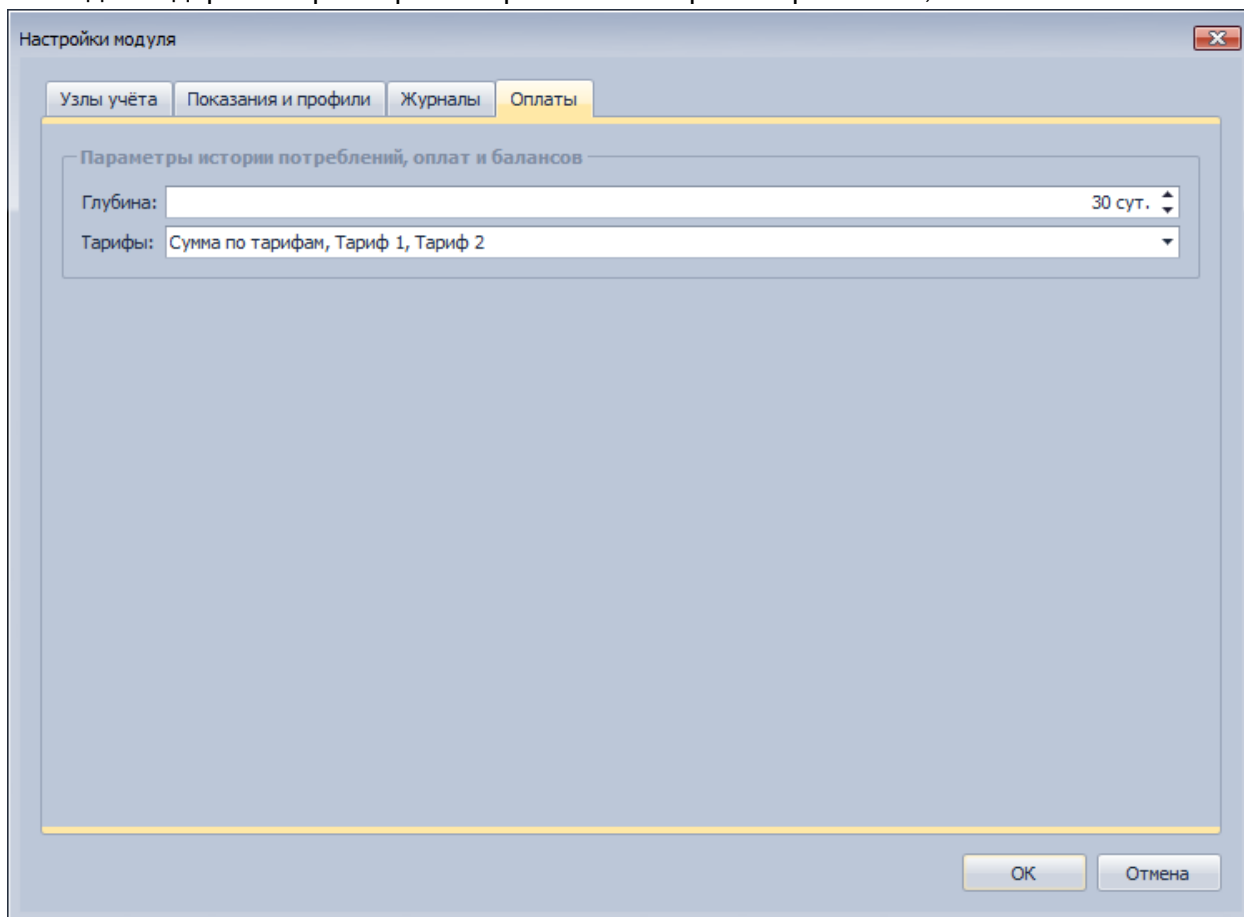 Настройки модуля
Узлы учёта Показания и профили Журналы Оплаты
Параметры истории потреблений, оплат и балансов
Глубина: 30 сут.
Тарифы: Сумма по тарифам, Тариф 1, Тариф 2
ОК Отмена